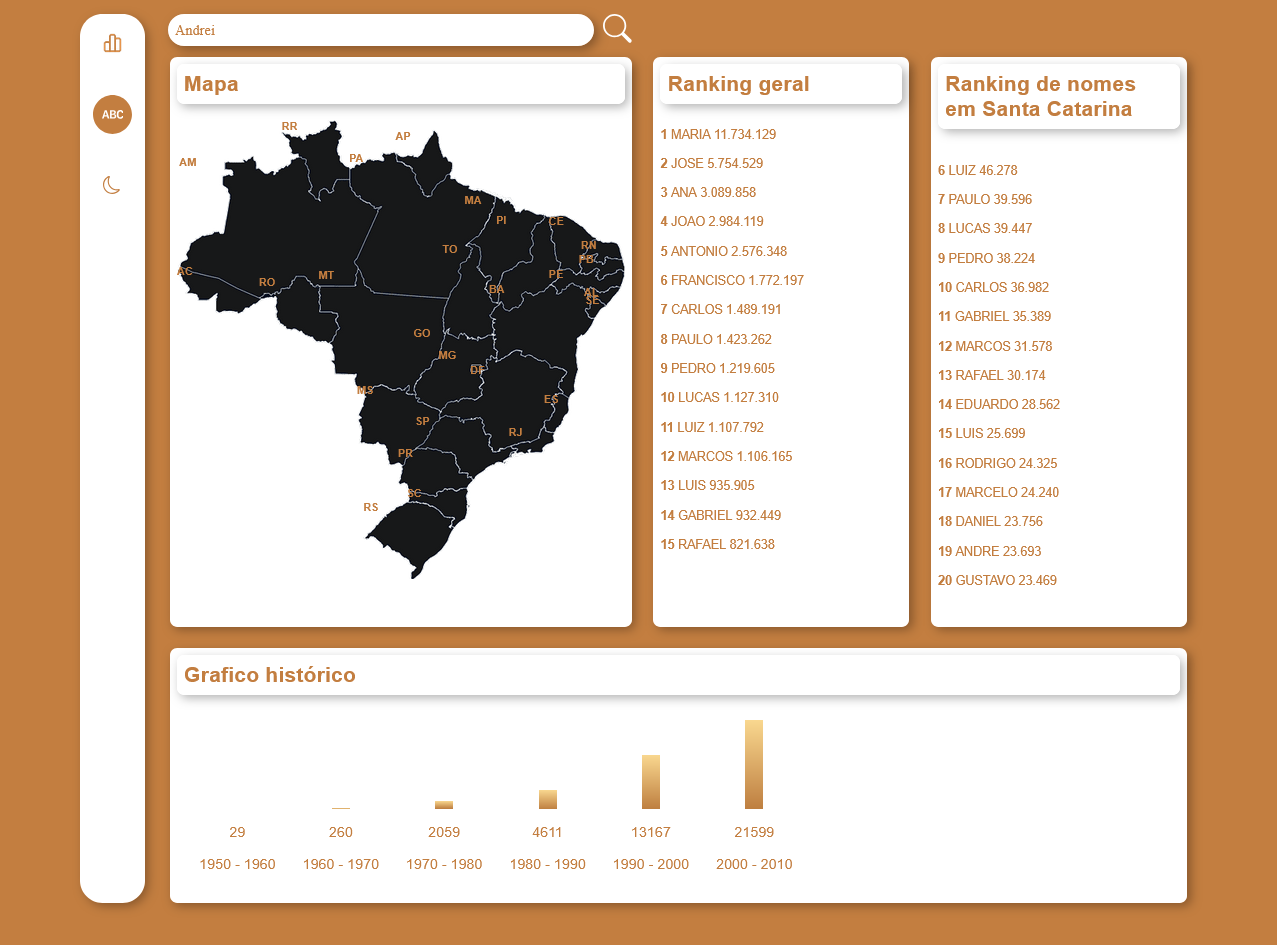 Andrei
ABC
Mapa
RR
AP
PA
AM
MA
PI
CE
RN
TO
PB
AC
MT
PE
RO
BA
AL
SE
GO
MG
DF
MS
ES
SP
RJ
PR
SC
RS
Ranking geral
1 MARIA 11.734.129
2 JOSE 5.754.529
3 ANA 3.089.858
4 JOAO 2.984.119
5 ANTONIO 2.576.348
6 FRANCISCO 1.772.197
7 CARLOS 1.489.191
8 PAULO 1.423.262
9 PEDRO 1.219.605
10 LUCAS 1.127.310
11 LUIZ 1.107.792
12 MARCOS 1.106.165
13 LUIS 935.905
14 GABRIEL 932.449
15 RAFAEL 821.638
Ranking de nomes
em Santa Catarina
6 LUIZ 46.278
7 PAULO 39.596
8 LUCAS 39.447
9 PEDRO 38.224
10 CARLOS 36.982
11 GABRIEL 35.389
12 MARCOS 31.578
13 RAFAEL 30.174
14 EDUARDO 28.562
15 LUIS 25.699
16 RODRIGO 24.325
17 MARCELO 24.240
18 DANIEL 23.756
19 ANDRE 23.693
20 GUSTAVO 23.469
Grafico histórico
29 260 2059 4611 13167 21599
1950 - 1960 1960 - 1970 1970 - 1980 1980 - 1990 1990 - 2000 2000 - 2010